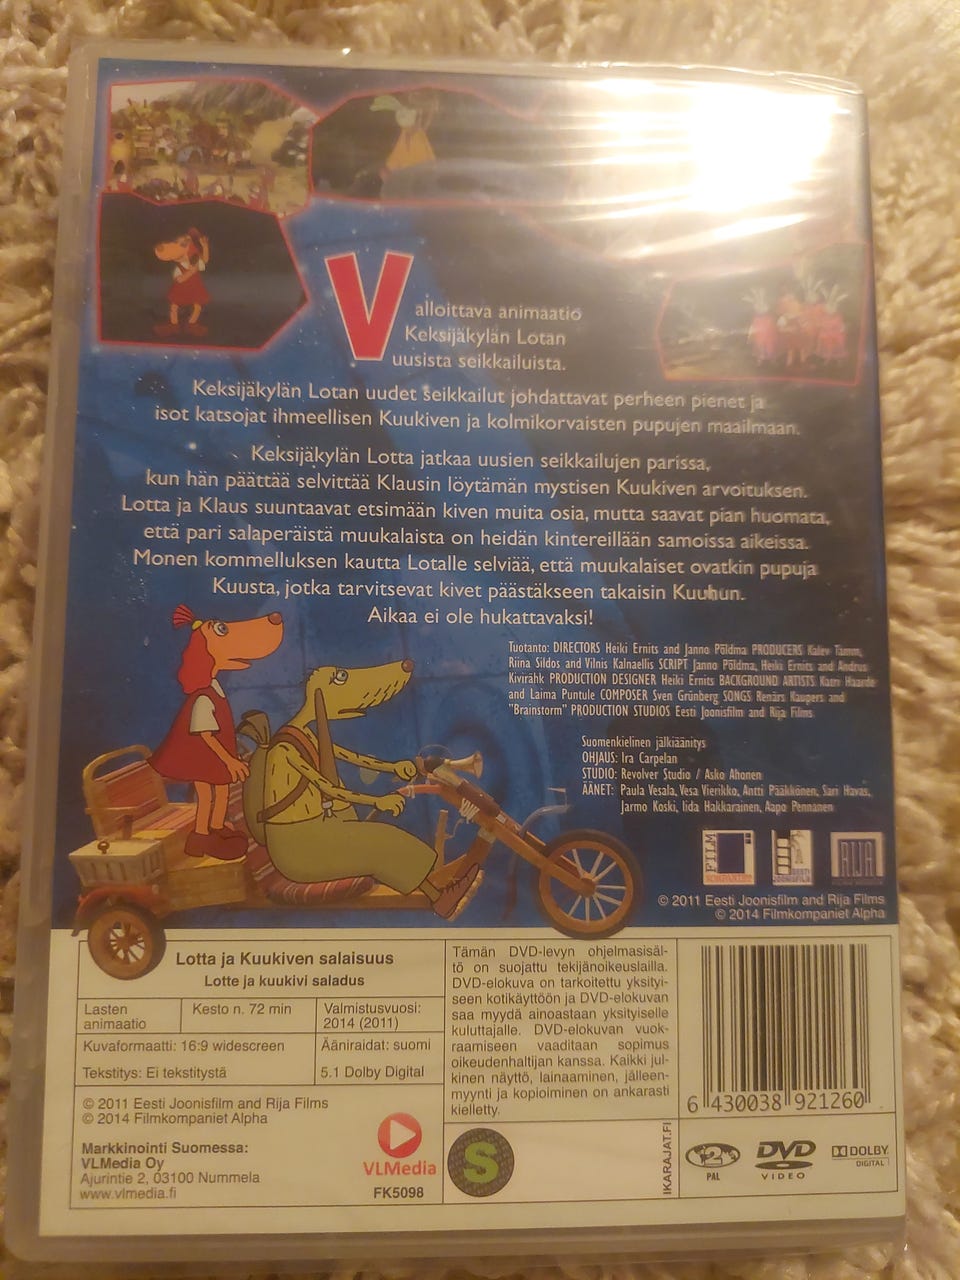 Valloittava animaatio
Keksijäkylän Lotan
uusista seikkailuista.
Keksijäkylän Lotan uudet seikkailut johdattavat perheen pienet ja
isot katsojat ihmeellisen Kuukiven ja kolmikorvaisten pupujen maailmaan.
Keksijäkylän Lotta jatkaa uusien seikkailujen parissa,
kun hän päättää selvittää Klausin löytämän mystisen Kuukiven arvoituksen.
Lotta ja Klaus suuntaavat etsimään kiven muita osia, mutta saavat pian huomata,
että pari salaperäistä muukalaista on heidän kintereillään samoissa aikeissa.
Monen kommelluksen kautta Lotalle selviää, että muukalaiset ovatkin pupuja
Kuusta, jotka tarvitsevat kivet päästäkseen takaisin Kuuhun.
Aikaa ei ole hukattavaksi!
Tuotanto: DIRECTORS Heiki Ernits and Janno Põldma PRODUCERS Kalev Tamm,
Riina Sildos and Vilnis Kalnaellis SCRIPT Janno Põldma, Heiki Ernits and Andrus
Kivirähk PRODUCTION DESIGNER Heiki Ernits BACKGROUND ARTISTS Katri Haarde
and Laima Puntule COMPOSER Sven Grünberg SONGS Renārs Kaupers and
"Brainstorm" PRODUCTION STUDIOS Eesti Joonisfilm and Rija Films
Suomenkielinen jälkiäänitys
OHJAUS: Ira Carpelan
STUDIO: Revolver Studio / Asko Ahonen
ÄÄNET: Paula Vesala, Vesa Vierikko, Antti Pääkkönen, Sari Havas,
Jarmo Koski, Iida Hakkarainen, Aapo Pennanen
FILM
KOMPANIET
EESTI
JOONISFILM
RIJA
© 2011 Eesti Joonisfilm and Rija Films
© 2014 Filmkompaniet Alpha
Lotta ja Kuukiven salaisuus
Lotte ja kuukivi saladus
Lasten
animaatio
Kesto n. 72 min
Valmistusvuosi:
2014 (2011)
Kuvaformaatti: 16:9 widescreen
Tekstitys: Ei tekstitystä
Ääniraidat: suomi
5.1 Dolby Digital
© 2011 Eesti Joonisfilm and Rija Films
© 2014 Filmkompaniet Alpha
Markkinointi Suomessa:
VLMedia Oy
Ajurintie 2, 03100 Nummela
www.vlmedia.fi
VLMedia
FK5098
Tämän DVD-levyn ohjelmasisäl-
tö on suojattu tekijänoikeuslailla.
DVD-elokuva on tarkoitettu yksityi-
seen kotikäyttöön ja DVD-elokuvan
saa myydä ainoastaan yksityiselle
kuluttajalle. DVD-elokuvan vuok-
raamiseen vaaditaan sopimus
oikeudenhaltijan kanssa. Kaikki jul-
kinen näyttö, lainaaminen, jälleen-
myynti ja kopioiminen on ankarasti
kielletty.
S
IKARAJAT.FI
6 430038 921260
2
PAL
DVD
VIDEO
DOLBY
DIGITAL